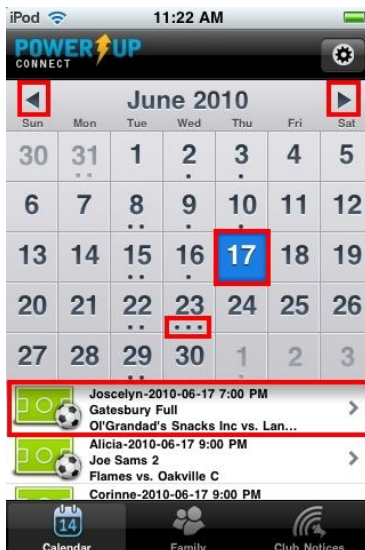 iPod 11:22 AM
POWER UP
CONNECT
June 2010
Sun Mon Tue Wed Thu Fri Sat
30 31 1 2 3 4 5
6 7 8 9 10 11 12
13 14 15 16 17 18 19
20 21 22 23 24 25 26
27 28 29 30 1 2 3
Joscelyn-2010-06-17 7:00 PM
Gatesbury Full
Ol'Grandad's Snacks Inc vs. Lan...
Alicia-2010-06-17 9:00 PM
Joe Sams 2
Flames vs. Oakville C
Corinne-2010-06-17 9:00 PM
14
Calendar Family Club Notices